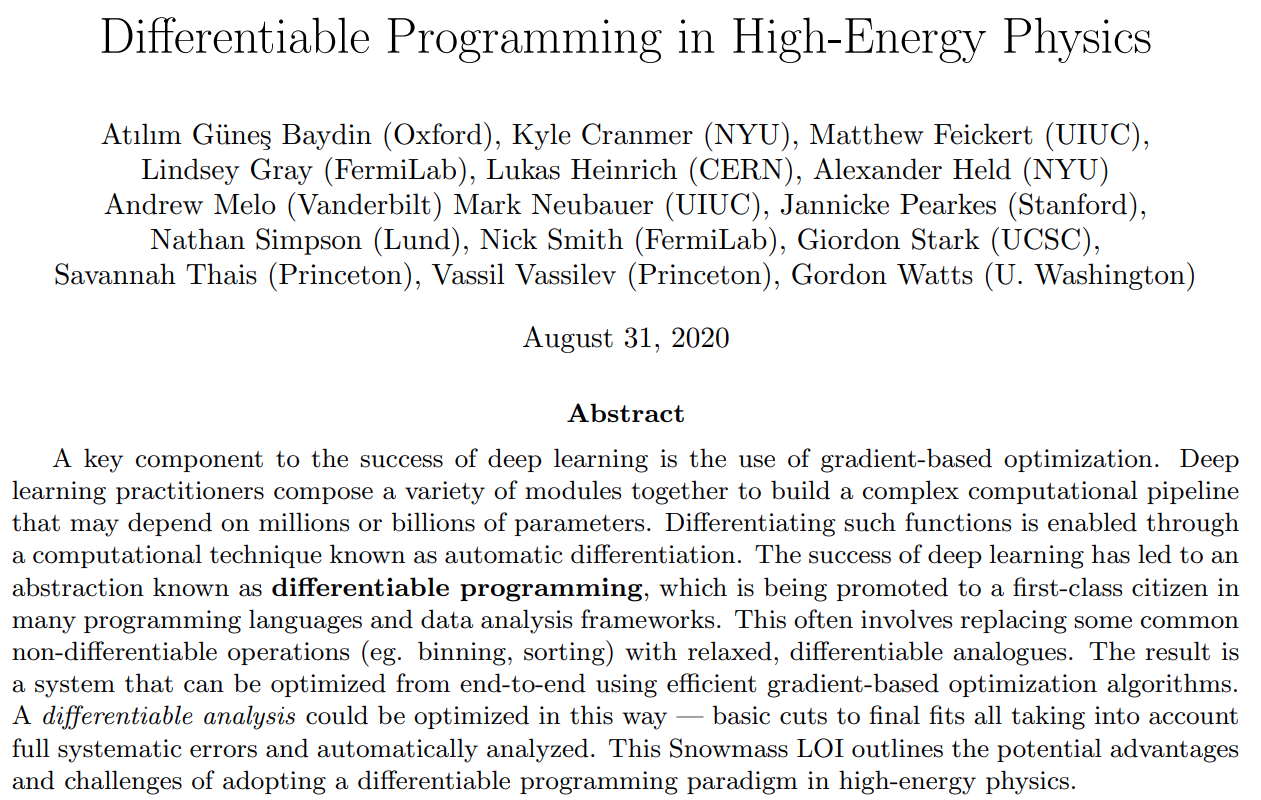 Differentiable Programming in High-Energy Physics
Atılım Güneş Baydin (Oxford), Kyle Cranmer (NYU), Matthew Feickert (UIUC),
Lindsey Gray (FermiLab), Lukas Heinrich (CERN), Alexander Held (NYU)
Andrew Melo (Vanderbilt) Mark Neubauer (UIUC), Jannicke Pearkes (Stanford),
Nathan Simpson (Lund), Nick Smith (FermiLab), Giordon Stark (UCSC),
Savannah Thais (Princeton), Vassil Vassilev (Princeton), Gordon Watts (U. Washington)
August 31, 2020
Abstract
A key component to the success of deep learning is the use of gradient-based optimization. Deep
learning practitioners compose a variety of modules together to build a complex computational pipeline
that may depend on millions or billions of parameters. Differentiating such functions is enabled through
a computational technique known as automatic differentiation. The success of deep learning has led to an
abstraction known as differentiable programming, which is being promoted to a first-class citizen in
many programming languages and data analysis frameworks. This often involves replacing some common
non-differentiable operations (eg. binning, sorting) with relaxed, differentiable analogues. The result is
a system that can be optimized from end-to-end using efficient gradient-based optimization algorithms.
A differentiable analysis could be optimized in this way — basic cuts to final fits all taking into account
full systematic errors and automatically analyzed. This Snowmass LOI outlines the potential advantages
and challenges of adopting a differentiable programming paradigm in high-energy physics.